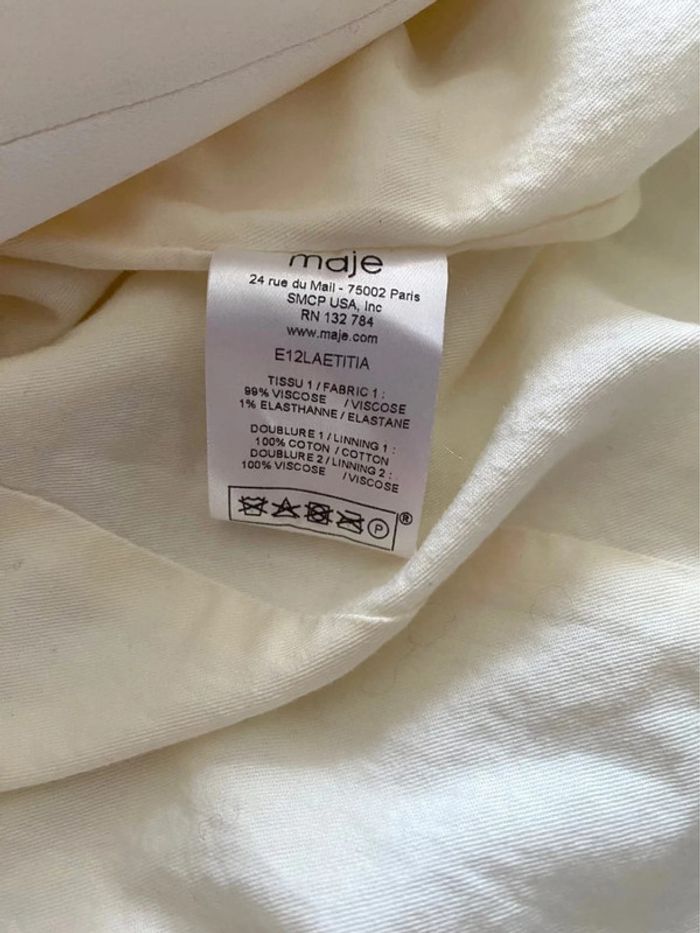 maje
24 rue du Mail - 75002 Paris
SMCP USA, Inc
RN 132 784
www.maje.com
E12LAETITIA
TISSU 1 / FABRIC 1 :
99% VISCOSE / VISCOSE
1% ELASTHANNE / ELASTANE
DOUBLURE 1 / LINNING 1 :
100% COTON / COTTON
DOUBLURE 2 / LINNING 2 :
100% VISCOSE / VISCOSE
P ®